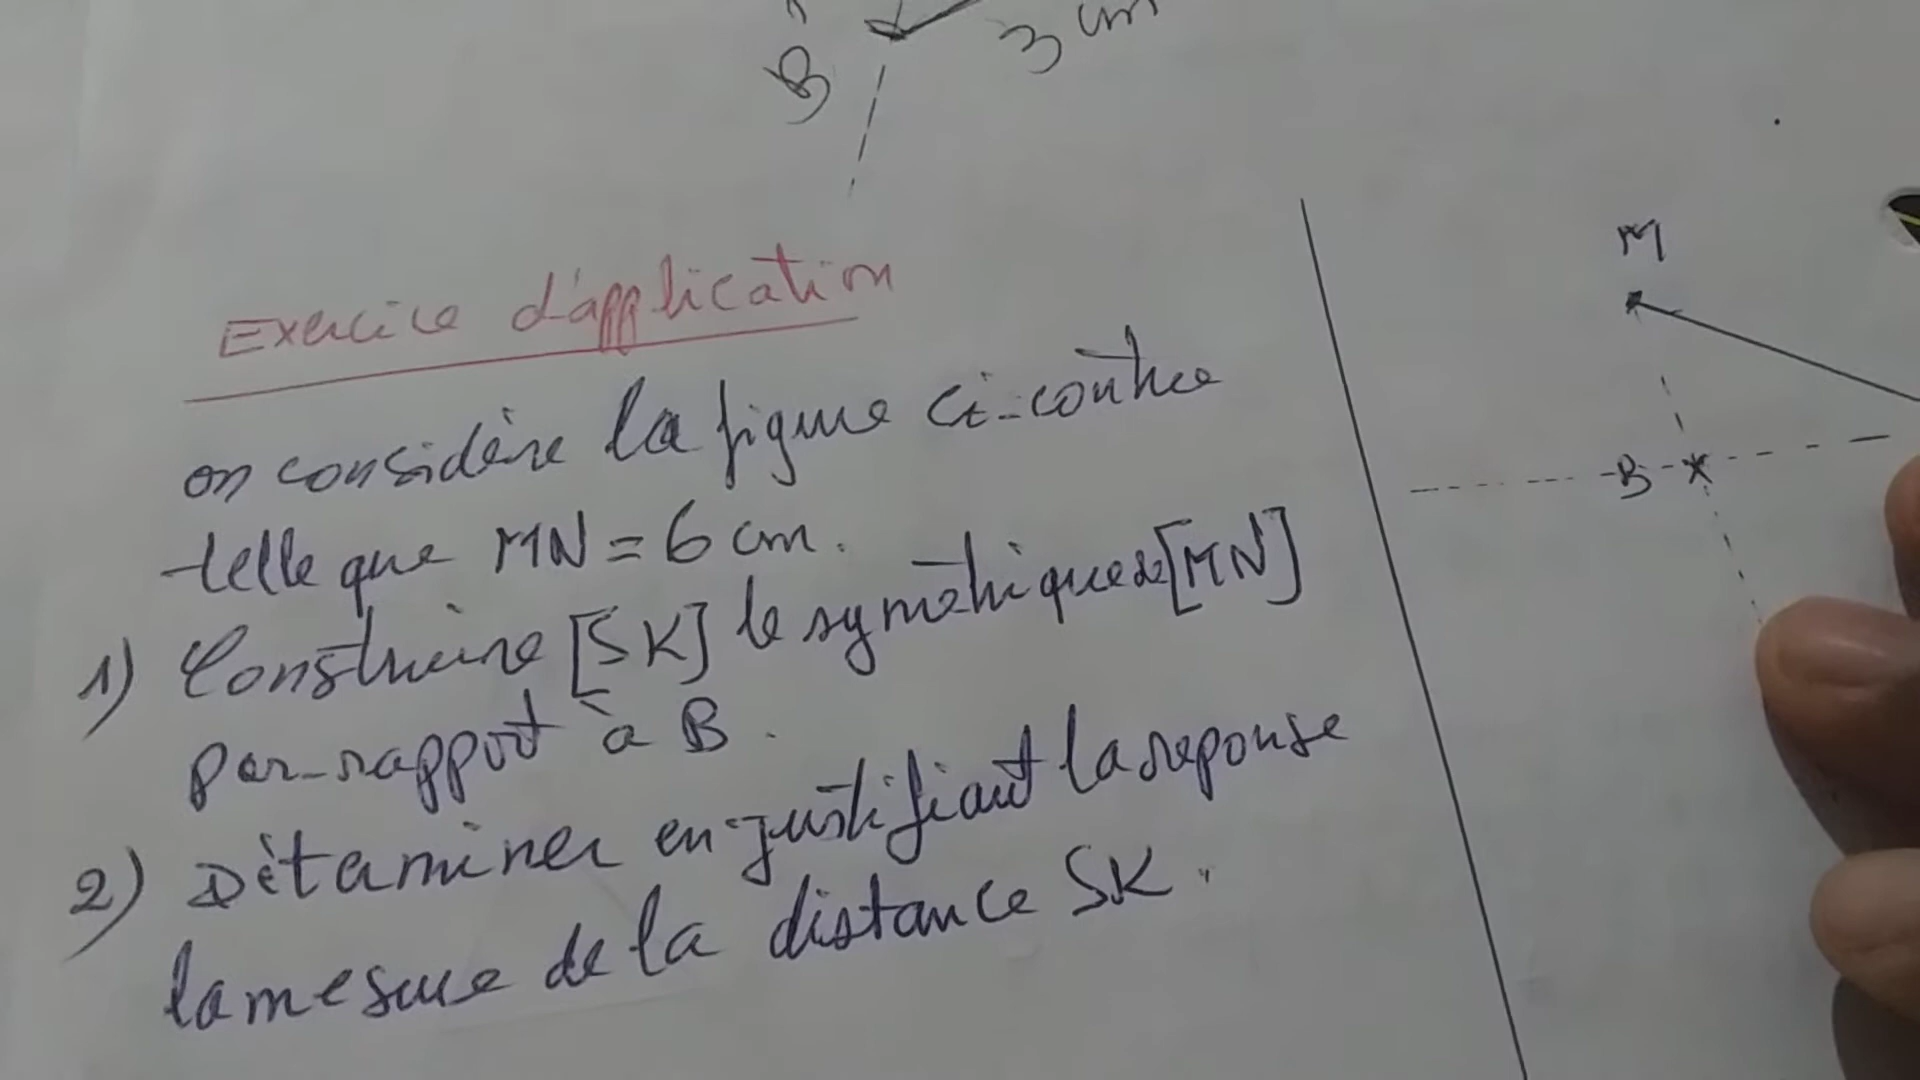 B
3 cm
Exercice d'application
on considère la figure ci-contre
telle que MN = 6 cm.
1) Construire [SK] le symétrique de [MN]
par-rapport à B.
2) Déterminer en-justifiant la reponse
la mesure de la distance SK.
M
B